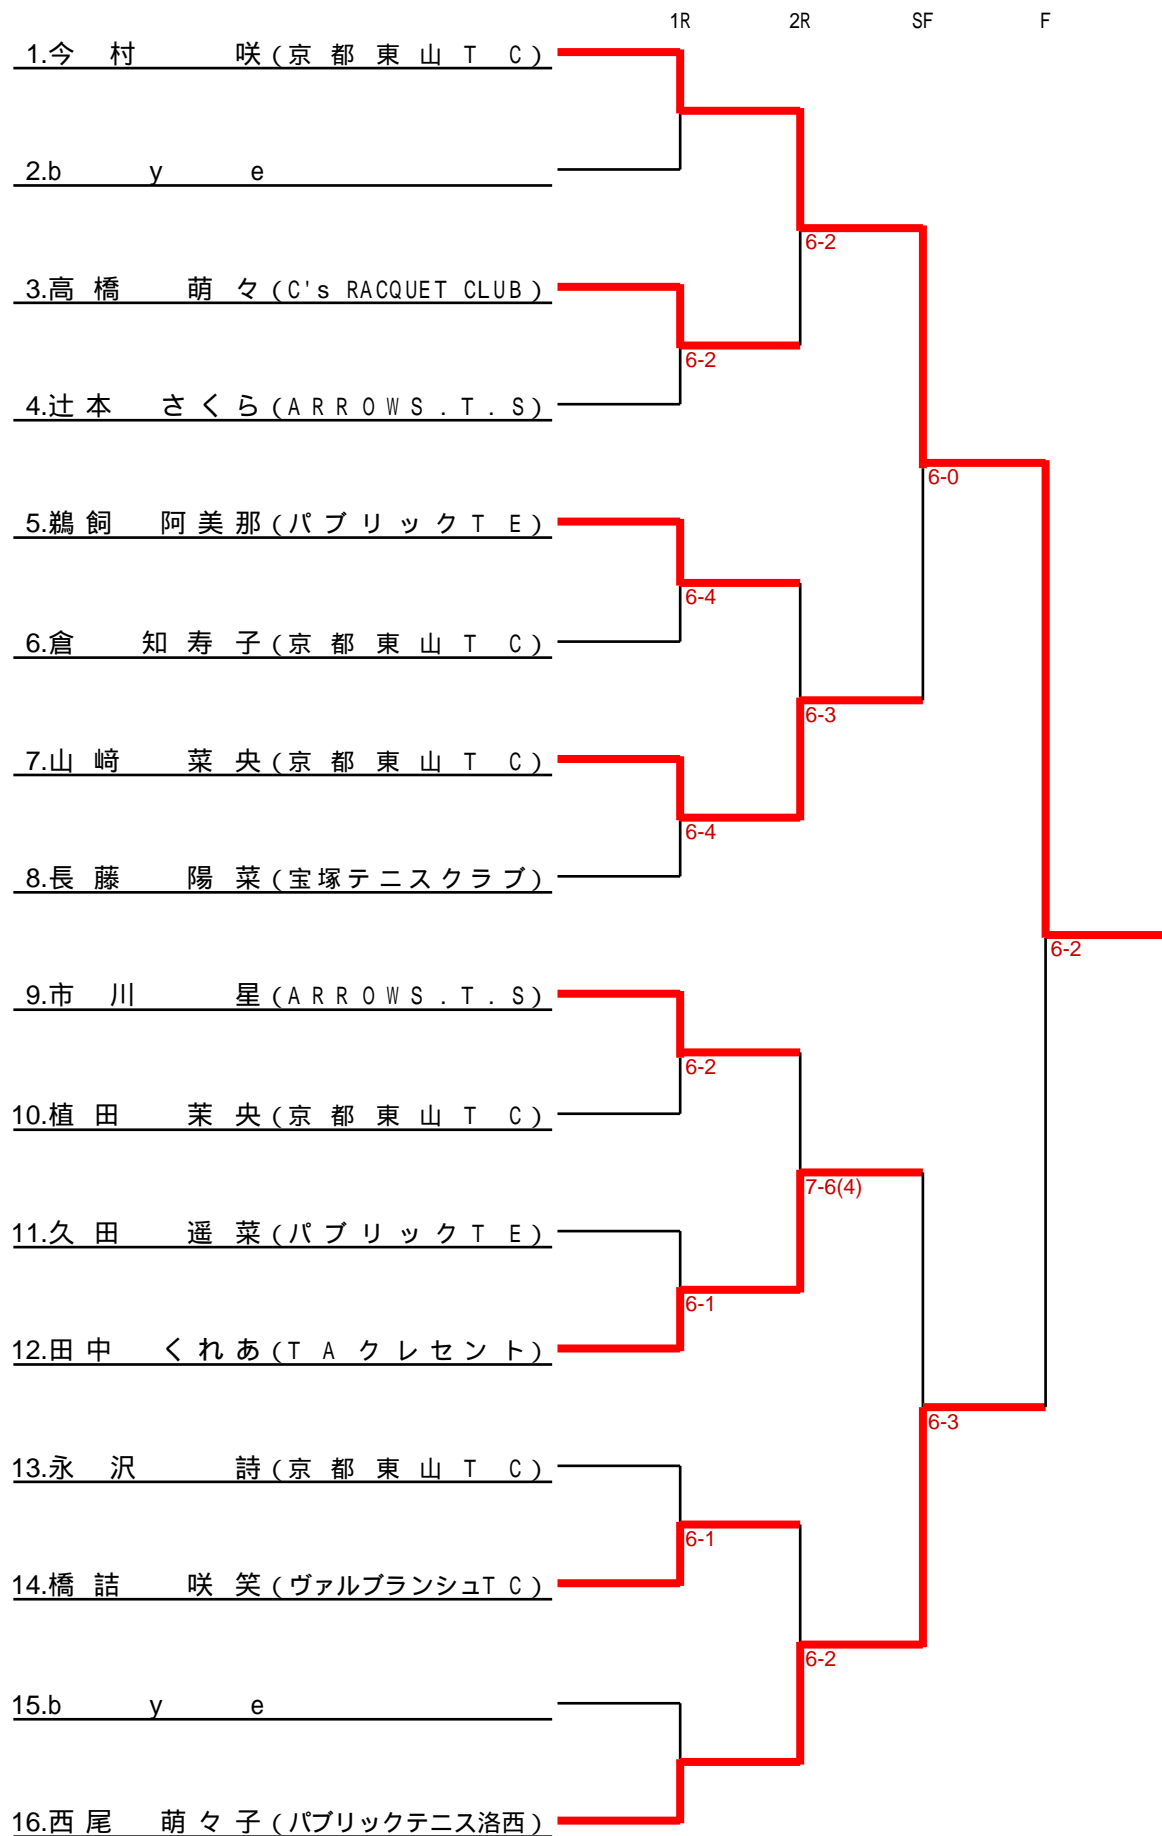 1R 2R SF F
1.今村 咲(京都東山TC)
2.bye
6-2
3.高橋 萌々(C's RACQUET CLUB)
6-2
4.辻本 さくら(ARROWS.T.S)
6-0
5.鵜飼 阿美那(パブリックTE)
6-4
6.倉 知寿子(京都東山TC)
6-3
7.山﨑 菜央(京都東山TC)
6-4
8.長藤 陽菜(宝塚テニスクラブ)
6-2
9.市川 星(ARROWS.T.S)
6-2
10.植田 茉央(京都東山TC)
7-6(4)
11.久田 遥菜(パブリックTE)
6-1
12.田中 くれあ(TAクレセント)
6-3
13.永沢 詩(京都東山TC)
6-1
14.橋詰 咲笑(ヴァルブランシュTC)
6-2
15.bye
16.西尾 萌々子(パブリックテニス洛西)